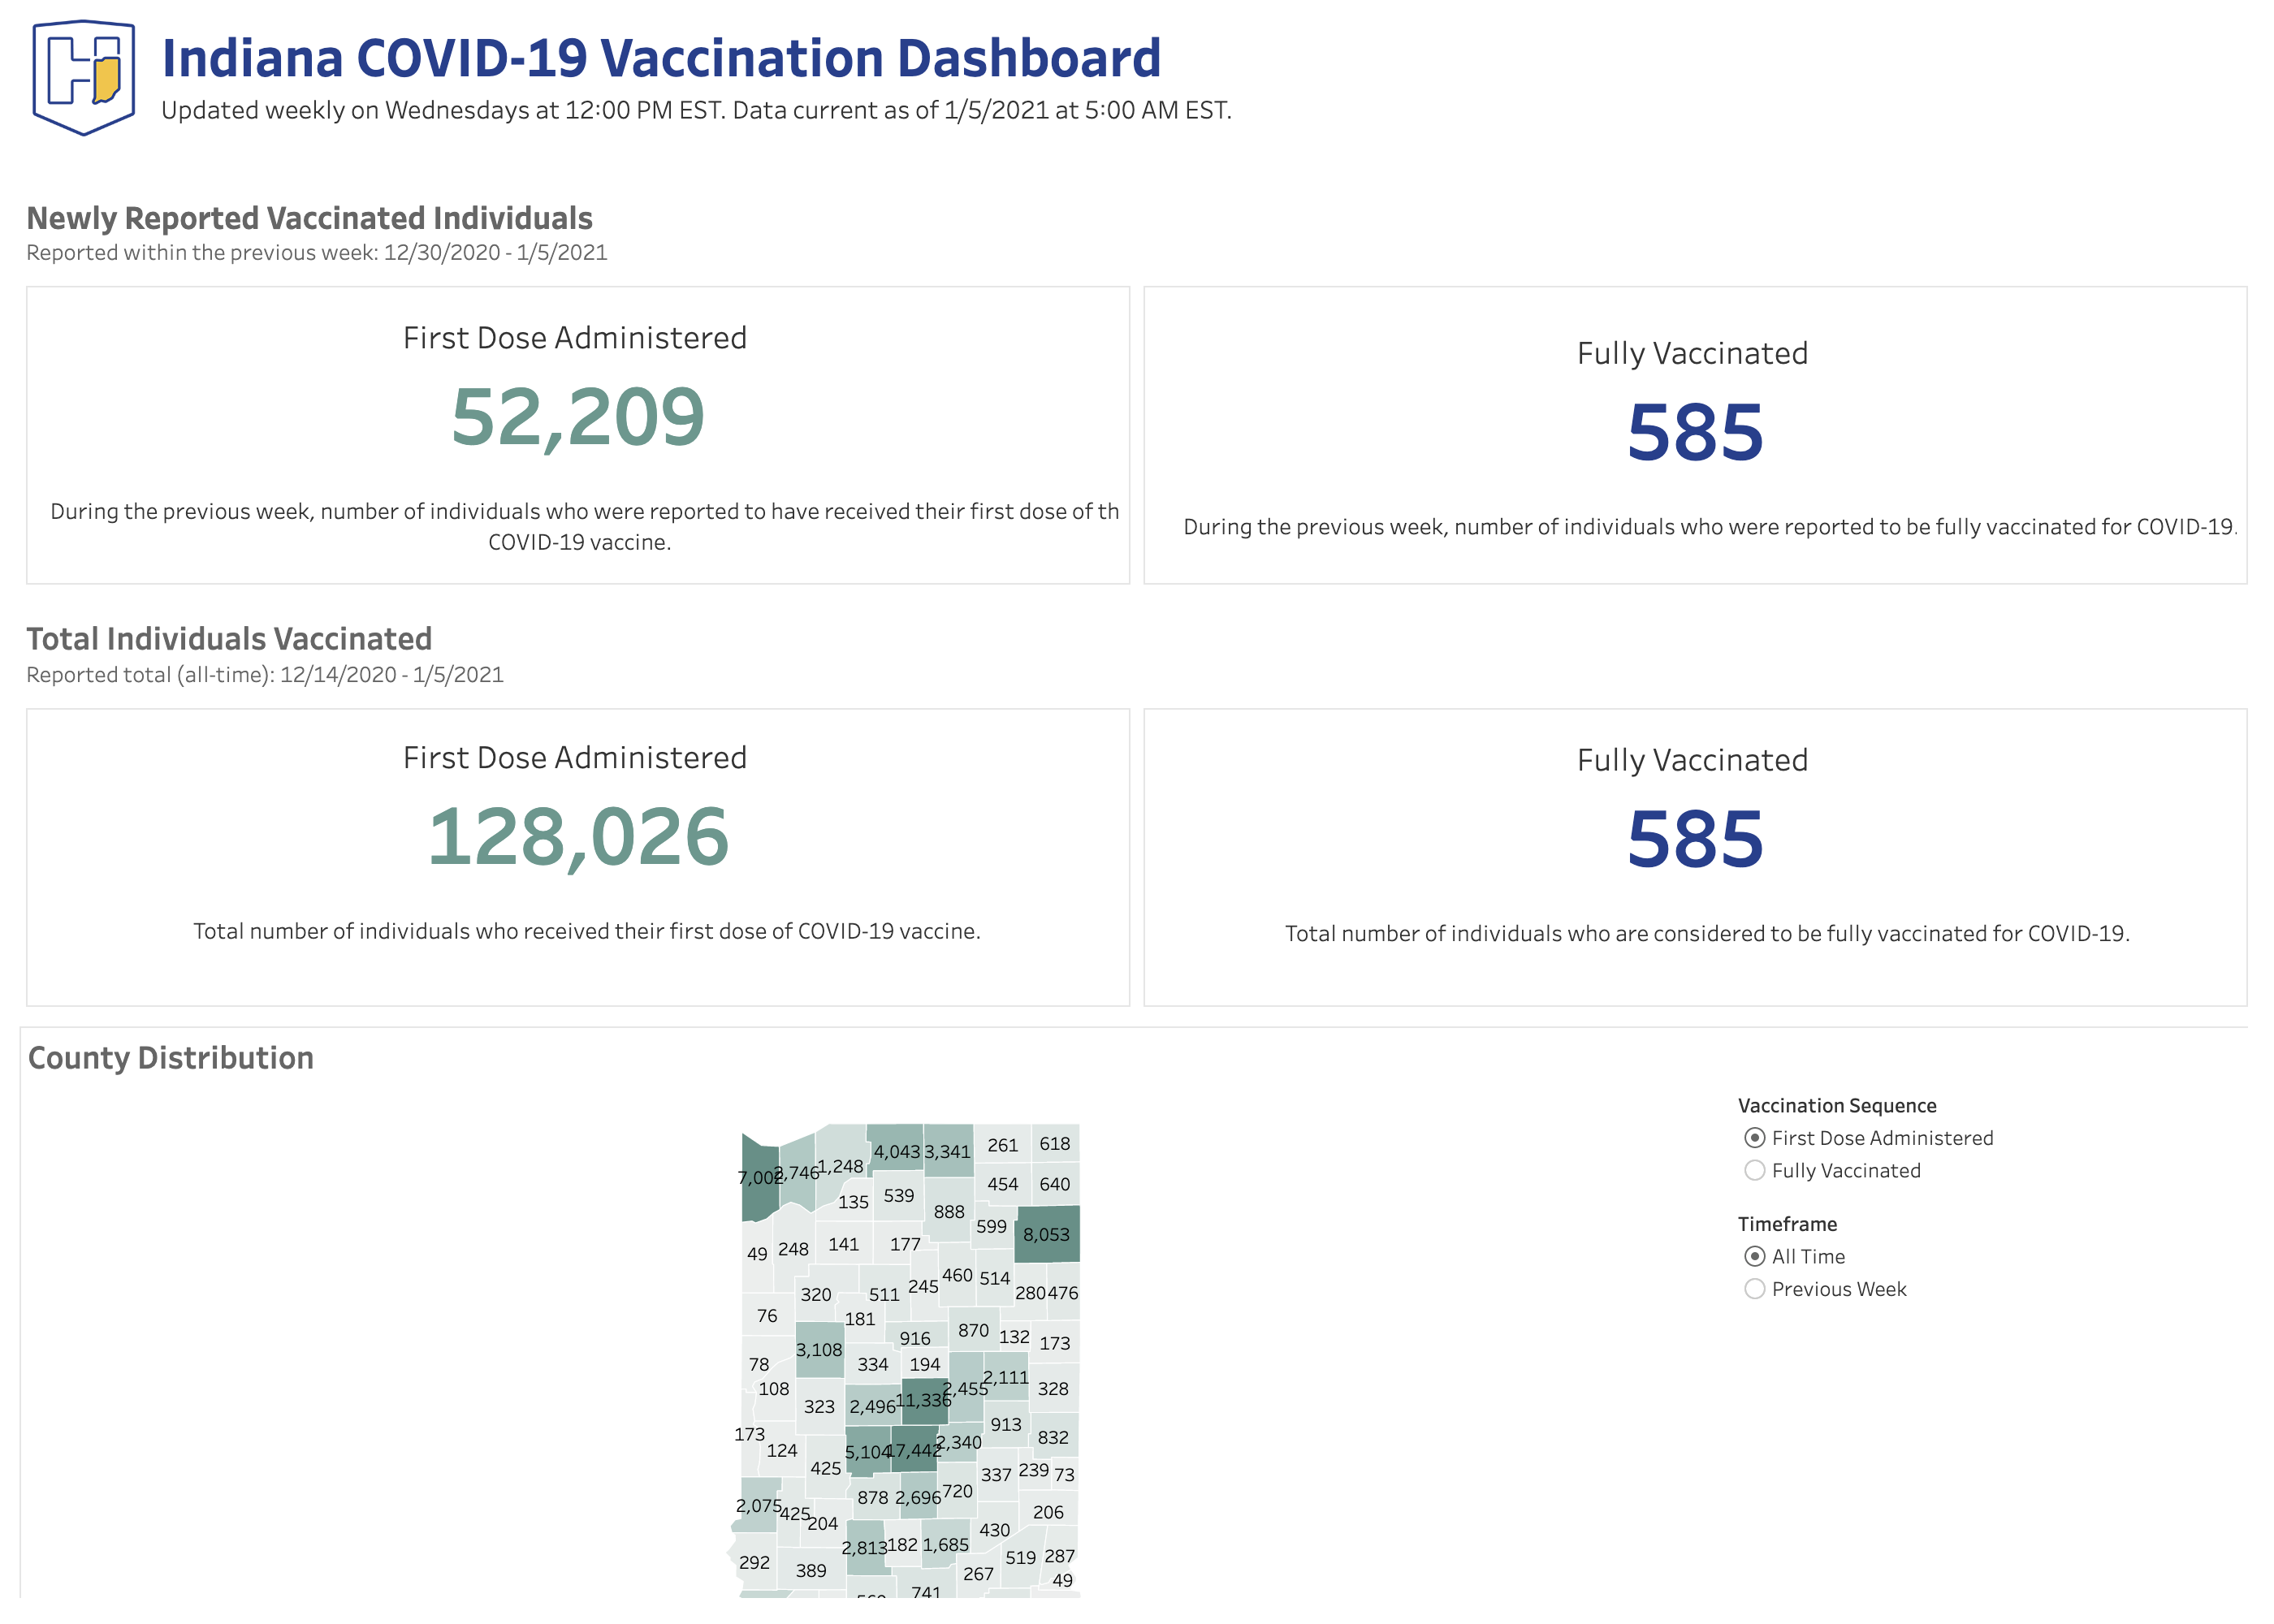 Indiana COVID-19 Vaccination Dashboard
Updated weekly on Wednesdays at 12:00 PM EST. Data current as of 1/5/2021 at 5:00 AM EST.
Newly Reported Vaccinated Individuals
Reported within the previous week: 12/30/2020 - 1/5/2021
First Dose Administered
52,209
During the previous week, number of individuals who were reported to have received their first dose of th
COVID-19 vaccine.
Fully Vaccinated
585
During the previous week, number of individuals who were reported to be fully vaccinated for COVID-19.
Total Individuals Vaccinated
Reported total (all-time): 12/14/2020 - 1/5/2021
First Dose Administered
128,026
Total number of individuals who received their first dose of COVID-19 vaccine.
Fully Vaccinated
585
Total number of individuals who are considered to be fully vaccinated for COVID-19.
County Distribution
Vaccination Sequence
First Dose Administered
Fully Vaccinated
Timeframe
All Time
Previous Week
7,002 2,746 1,248 4,043 3,341 261 618
135 539 454 640
888 599 8,053
49 248 141 177
460 514
320 511 245 280 476
76 181
916 870 132 173
3,108
78 334 194
108 2,455 2,111 328
323 2,496 11,336
913
173 124 5,104 17,442 2,340 832
425 337 239 73
878 2,696 720
2,075 425 204 206
430
2,813 182 1,685
292 389 267 519 287
49
741